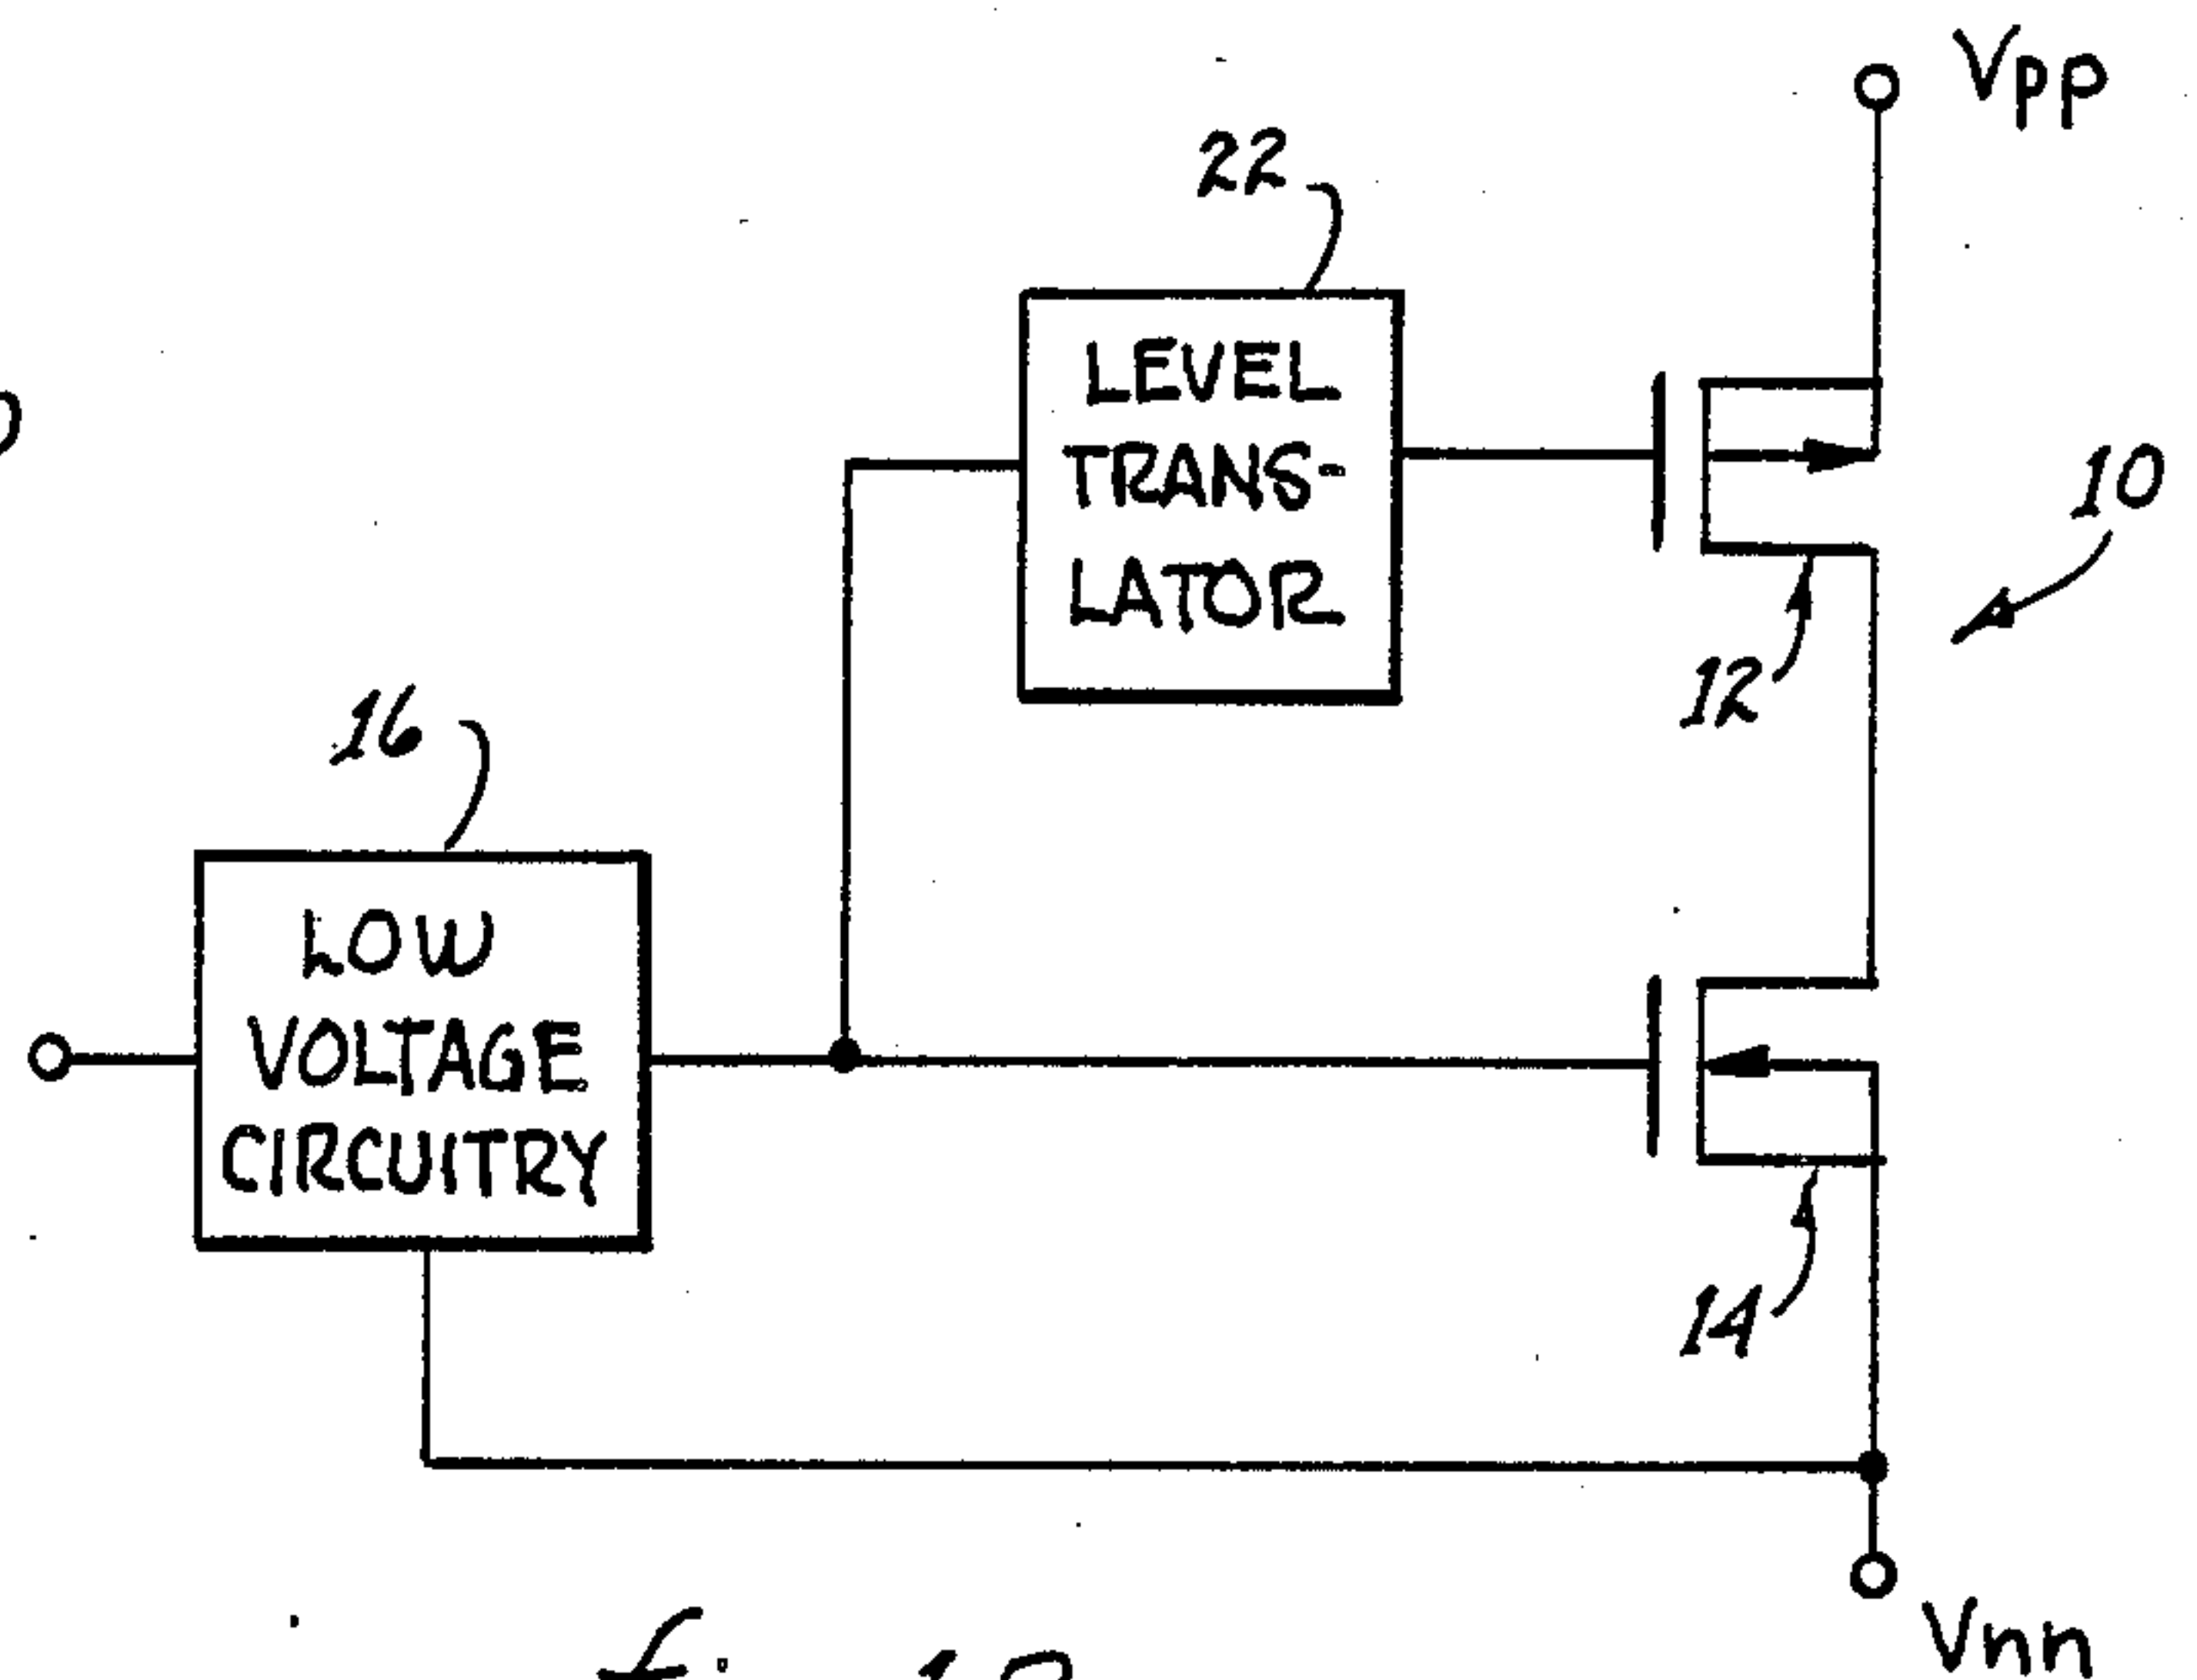 Vpp
22
LEVEL
TRANS-
LATOR
10
12
16
LOW
VOLTAGE
CIRCUITRY
14
Vnn